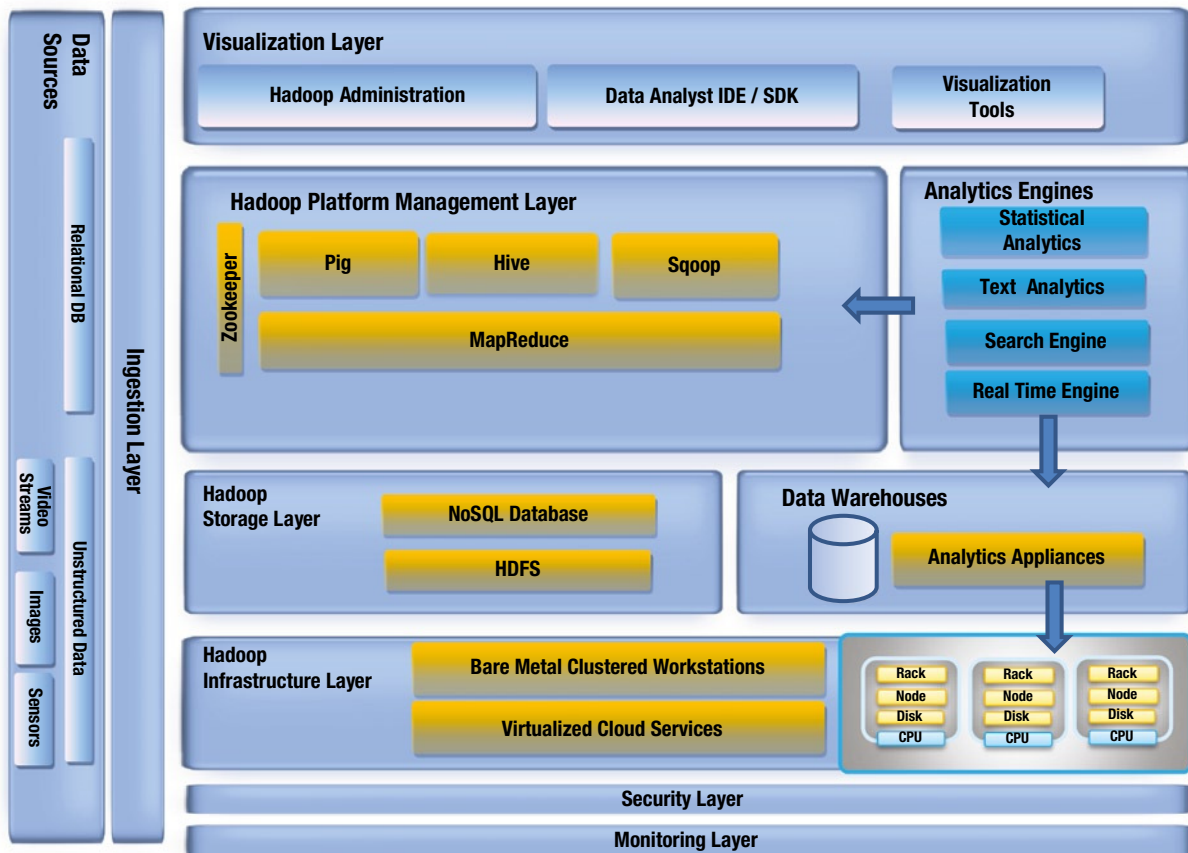 Data
Sources
Relational DB
Unstructured Data
Video
Streams
Images
Sensors
Ingestion Layer
Visualization Layer
Hadoop Administration
Data Analyst IDE / SDK
Visualization
Tools
Hadoop Platform Management Layer
Zookeeper
Pig
Hive
Sqoop
MapReduce
Analytics Engines
Statistical
Analytics
Text Analytics
Search Engine
Real Time Engine
Hadoop
Storage Layer
NoSQL Database
HDFS
Data Warehouses
Analytics Appliances
Hadoop
Infrastructure Layer
Bare Metal Clustered Workstations
Virtualized Cloud Services
Rack
Node
Disk
CPU
Rack
Node
Disk
CPU
Rack
Node
Disk
CPU
Security Layer
Monitoring Layer